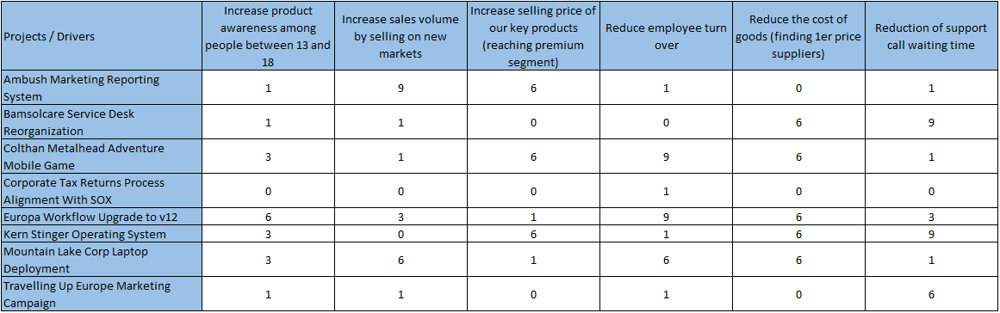 Projects / Drivers
Increase product
awareness among
people between 13 and
18
Increase sales volume
by selling on new
markets
Increase selling price of
our key products
(reaching premium
segment)
Reduce employee turn
over
Reduce the cost of
goods (finding 1er price
suppliers)
Reduction of support
call waiting time
Ambush Marketing Reporting
System
1 9 6 1 0 1
Bamsolcare Service Desk
Reorganization
1 1 0 0 6 9
Colthan Metalhead Adventure
Mobile Game
3 1 6 9 6 1
Corporate Tax Returns Process
Alignment With SOX
0 0 0 1 0 0
Europa Workflow Upgrade to v12 6 3 1 9 6 3
Kern Stinger Operating System 3 0 6 1 6 9
Mountain Lake Corp Laptop
Deployment
3 6 1 6 6 1
Travelling Up Europe Marketing
Campaign
1 1 0 1 0 6